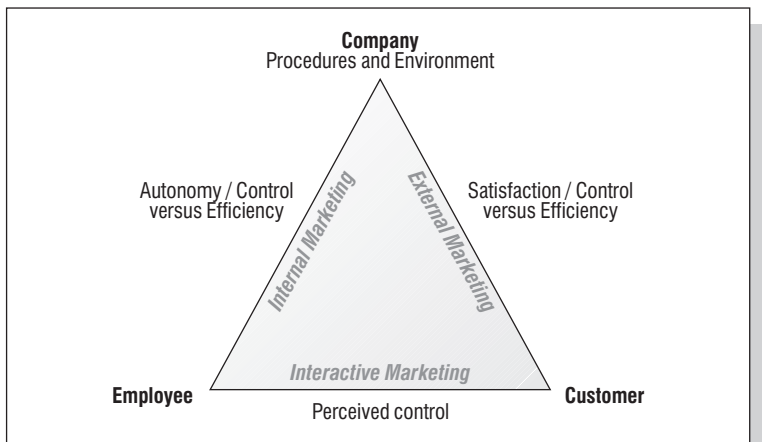 Company
Procedures and Environment
Autonomy / Control
versus Efficiency
Internal Marketing
External Marketing
Satisfaction / Control
versus Efficiency
Interactive Marketing
Employee
Customer
Perceived control